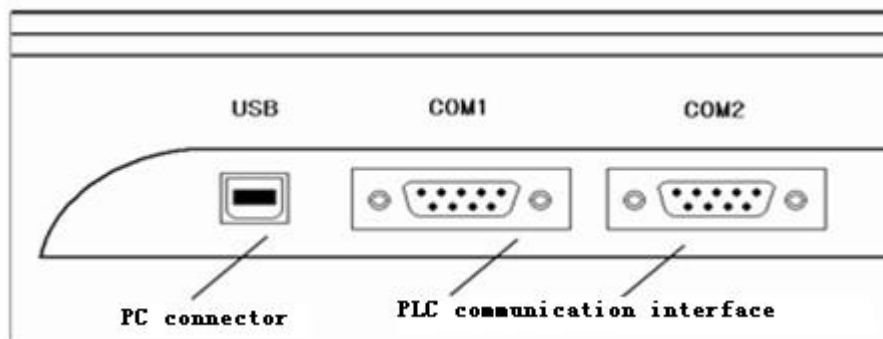 USB COM1 COM2
PC connector PLC communication interface